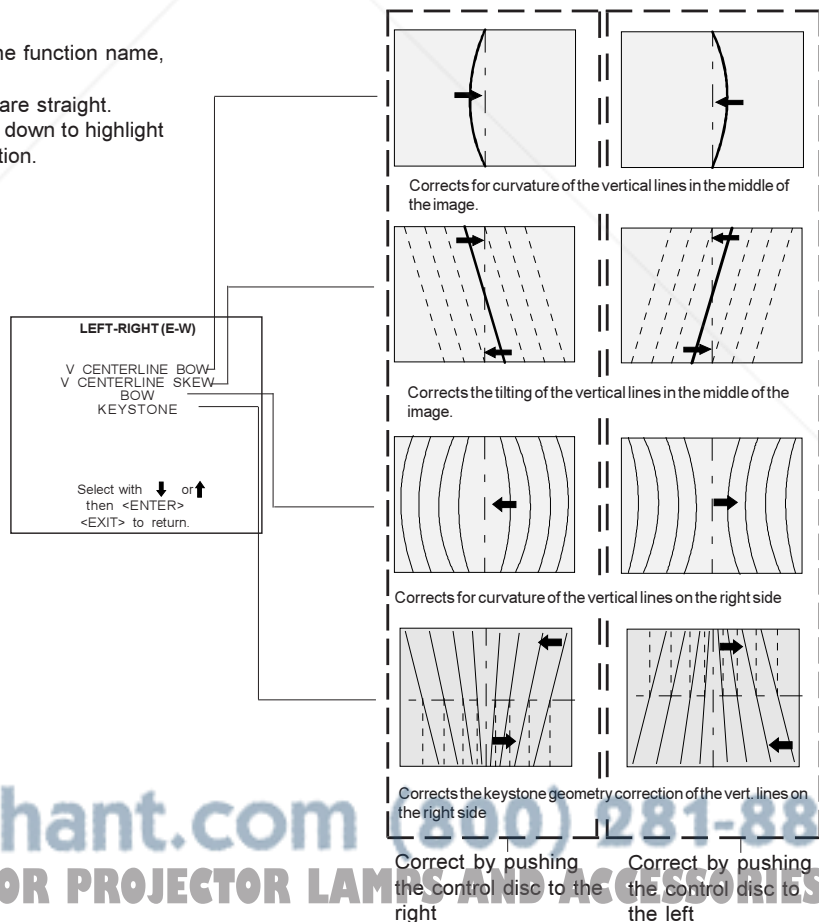 ne function name,
are straight.
down to highlight
tion.
LEFT-RIGHT (E-W)
V CENTERLINE BOW
V CENTERLINE SKEW
BOW
KEYSTONE
Select with or
then <ENTER>
<EXIT> to return.
Corrects for curvature of the vertical lines in the middle of
the image.
Corrects the tilting of the vertical lines in the middle of the
image.
Corrects for curvature of the vertical lines on the right side
Corrects the keystone geometry correction of the vert. lines on
the right side
Correct by pushing
the control disc to the
right
Correct by pushing
the control disc to
the left
hant.com (800) 281-88
OR PROJECTOR LAMPS AND ACCESSORIES